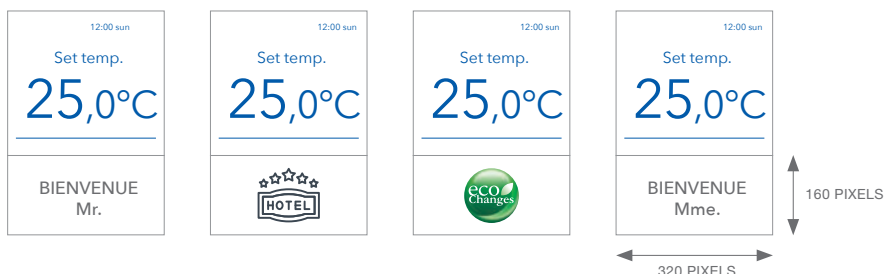 12:00 sun
Set temp.
25,0°C
BIENVENUE
Mr.
12:00 sun
Set temp.
25,0°C
HOTEL
12:00 sun
Set temp.
25,0°C
eco
Changes
12:00 sun
Set temp.
25,0°C
BIENVENUE
Mme.
160 PIXELS
320 PIXELS